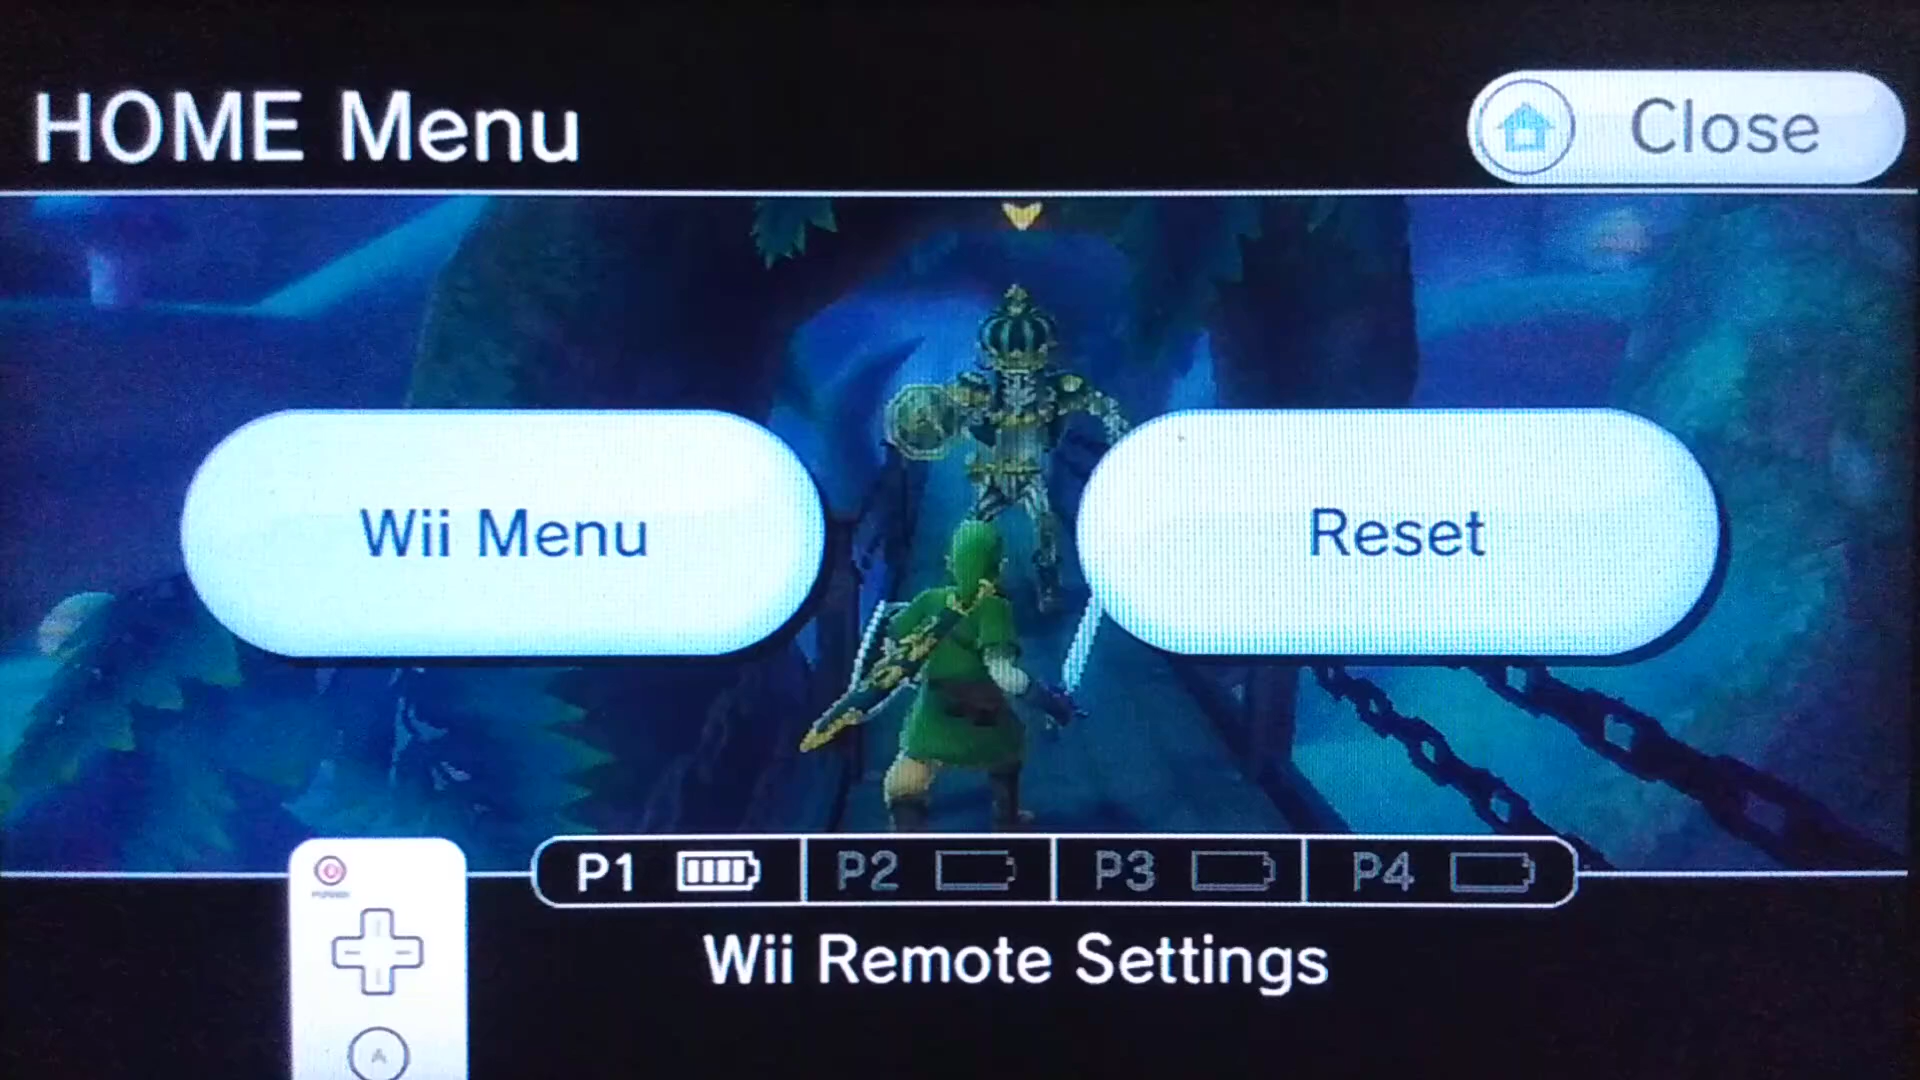 HOME Menu
Close
Wii Menu
Reset
P1
P2
P3
P4
Wii Remote Settings
A